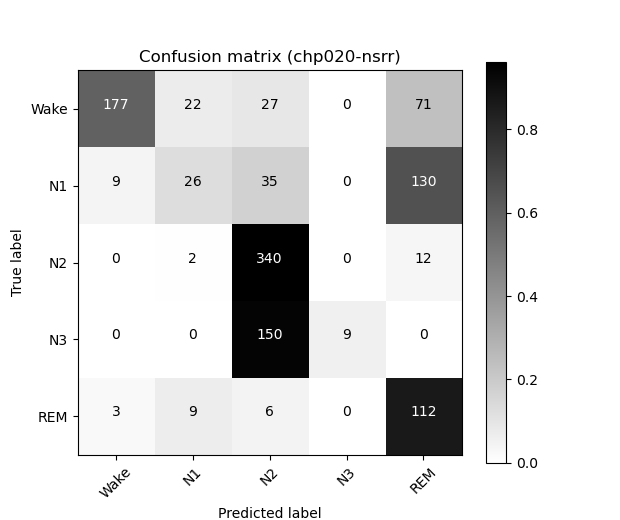 Confusion matrix (chp020-nsrr)
Wake 177 22 27 0 71
N1 9 26 35 0 130
N2 0 2 340 0 12
N3 0 0 150 9 0
REM 3 9 6 0 112
Wake N1 N2 N3 REM
Predicted label
True label
0.8
0.6
0.4
0.2
0.0